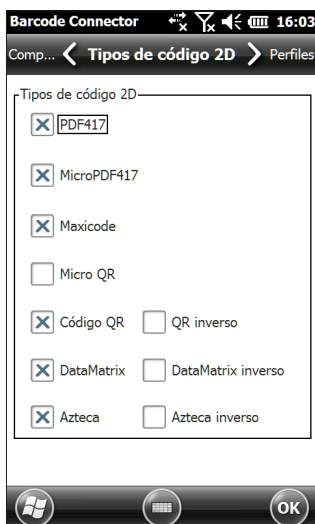 Barcode Connector 16:03
Comp... Tipos de código 2D Perfiles
Tipos de código 2D
PDF417
MicroPDF417
Maxicode
Micro QR
Código QR QR inverso
DataMatrix DataMatrix inverso
Azteca Azteca inverso
OK